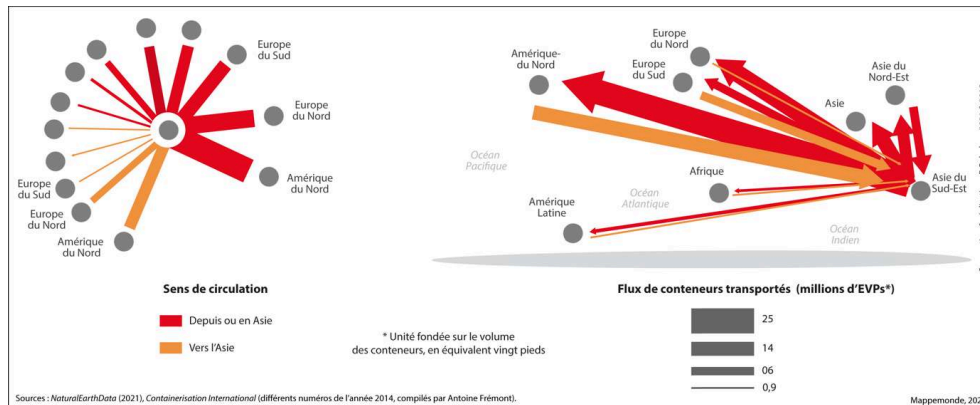 Europe
du Sud
Europe
du Nord
Amérique
du Nord
Europe
du Sud
Europe
du Nord
Amérique
du Nord
Amérique-
du Nord
Europe
du Nord
Europe
du Sud
Asie du
Nord-Est
Asie
Océan
Pacifique
Afrique
Océan
Atlantique
Asie du
Sud-Est
Amérique
Latine
Océan
Indien
Sens de circulation
Depuis ou en Asie
Vers l'Asie
* Unité fondée sur le volume
des conteneurs, en équivalent vingt pieds
Flux de conteneurs transportés (millions d'EVPs*)
25
14
06
0,9
Sources : NaturalEarthData (2021), Containerisation International (différents numéros de l'année 2014, compilés par Antoine Frémont).
Mappemonde,